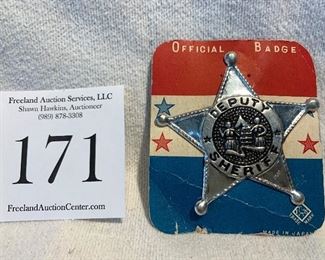 Freeland Auction Services, LLC
Shawn Hawkins, Auctioneer
(989) 878-3308
171
FreelandAuctionCenter.com
OFFICIAL BADGE
DEPUTY
SHERIFF
MADE IN JAPAN